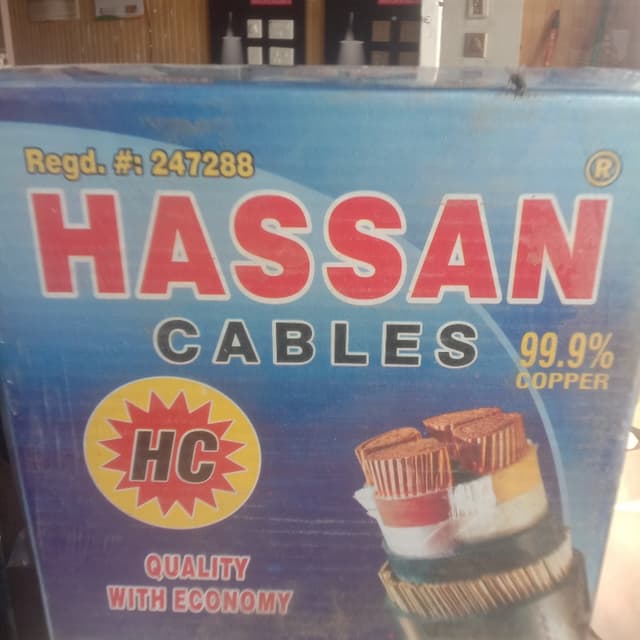 Regd. #: 247288
®
HASSAN
CABLES
99.9%
COPPER
HC
QUALITY
WITH ECONOMY